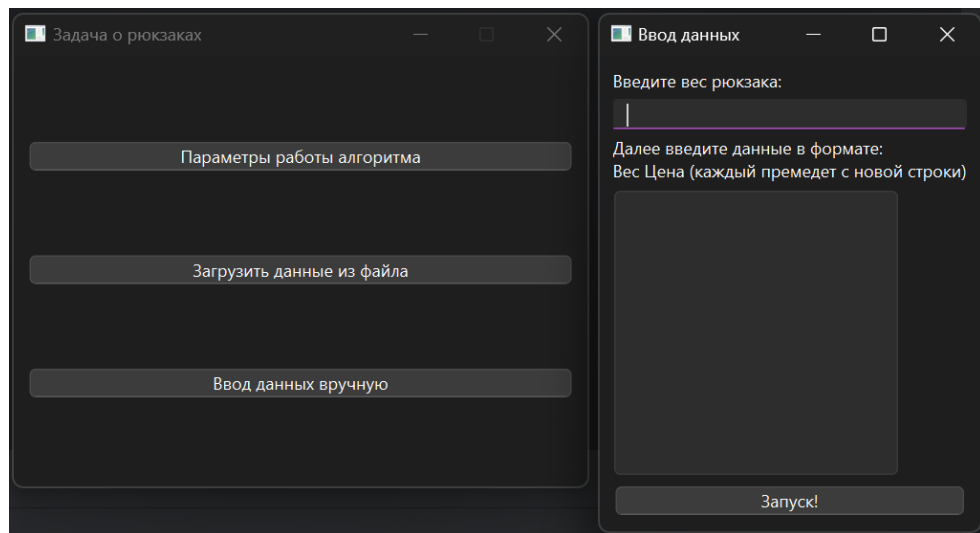 Задача о рюкзаках
Параметры работы алгоритма
Загрузить данные из файла
Ввод данных вручную
Ввод данных
Введите вес рюкзака:
Далее введите данные в формате:
Вес Цена (каждый премедет с новой строки)
Запуск!